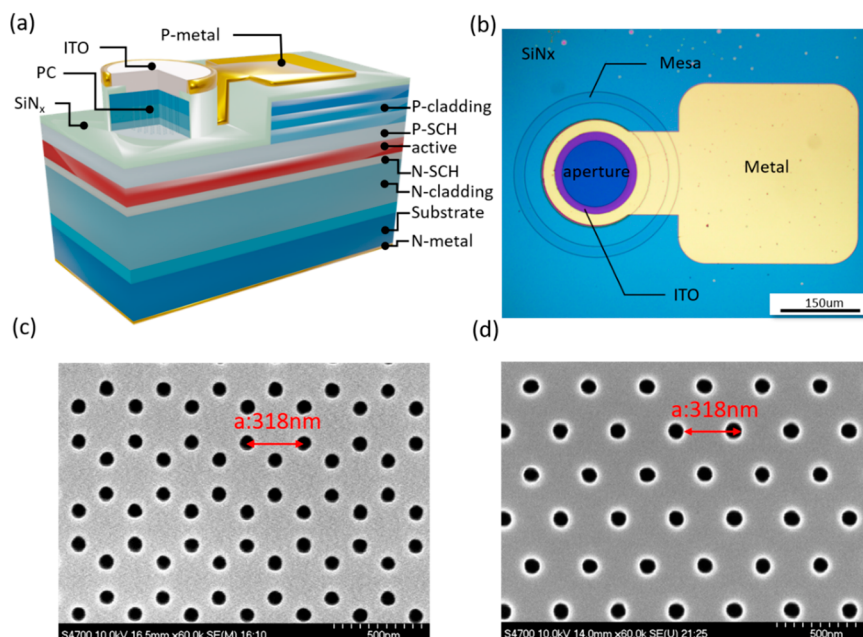 (a)
ITO
P-metal
PC
SiNx
P-cladding
P-SCH
active
N-SCH
N-cladding
Substrate
N-metal
(b)
SiNx
Mesa
aperture
Metal
ITO
150um
(c)
a:318nm
S4700 10.0kV 16.5mm x60.0k SE(M) 16:10
500nm
(d)
a:318nm
S4700 10.0kV 14.0mm x60.0k SE(U) 21:25
500nm